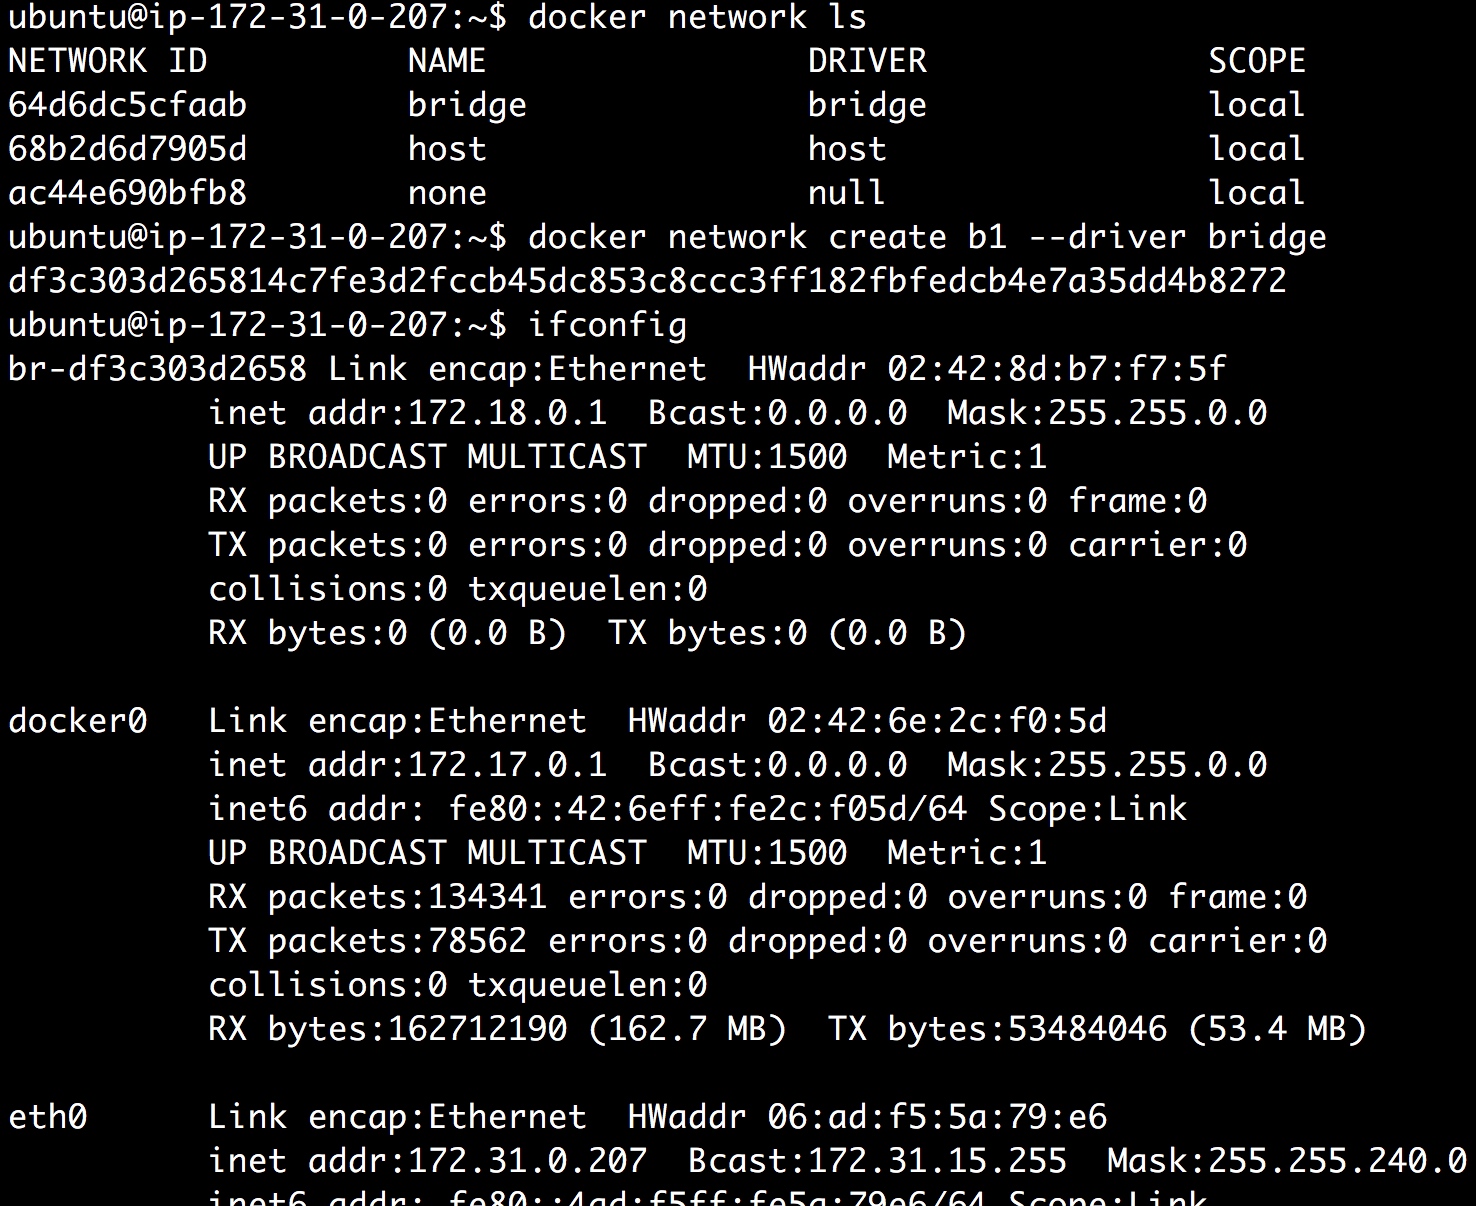 ubuntu@ip-172-31-0-207:~$ docker network ls
NETWORK ID          NAME                DRIVER              SCOPE
64d6dc5cfaab        bridge              bridge              local
68b2d6d7905d        host                host                local
ac44e690bfb8        none                null                local
ubuntu@ip-172-31-0-207:~$ docker network create b1 --driver bridge
df3c303d265814c7fe3d2fccb45dc853c8ccc3ff182fbfedcb4e7a35dd4b8272
ubuntu@ip-172-31-0-207:~$ ifconfig
br-df3c303d2658 Link encap:Ethernet  HWaddr 02:42:8d:b7:f7:5f
          inet addr:172.18.0.1  Bcast:0.0.0.0  Mask:255.255.0.0
          UP BROADCAST MULTICAST  MTU:1500  Metric:1
          RX packets:0 errors:0 dropped:0 overruns:0 frame:0
          TX packets:0 errors:0 dropped:0 overruns:0 carrier:0
          collisions:0 txqueuelen:0
          RX bytes:0 (0.0 B)  TX bytes:0 (0.0 B)

docker0   Link encap:Ethernet  HWaddr 02:42:6e:2c:f0:5d
          inet addr:172.17.0.1  Bcast:0.0.0.0  Mask:255.255.0.0
          inet6 addr: fe80::42:6eff:fe2c:f05d/64 Scope:Link
          UP BROADCAST MULTICAST  MTU:1500  Metric:1
          RX packets:134341 errors:0 dropped:0 overruns:0 frame:0
          TX packets:78562 errors:0 dropped:0 overruns:0 carrier:0
          collisions:0 txqueuelen:0
          RX bytes:162712190 (162.7 MB)  TX bytes:53484046 (53.4 MB)

eth0      Link encap:Ethernet  HWaddr 06:ad:f5:5a:79:e6
          inet addr:172.31.0.207  Bcast:172.31.15.255  Mask:255.255.240.0
          inet6 addr: fe80::4ad:f5ff:fe5a:79e6/64 Scope:Link